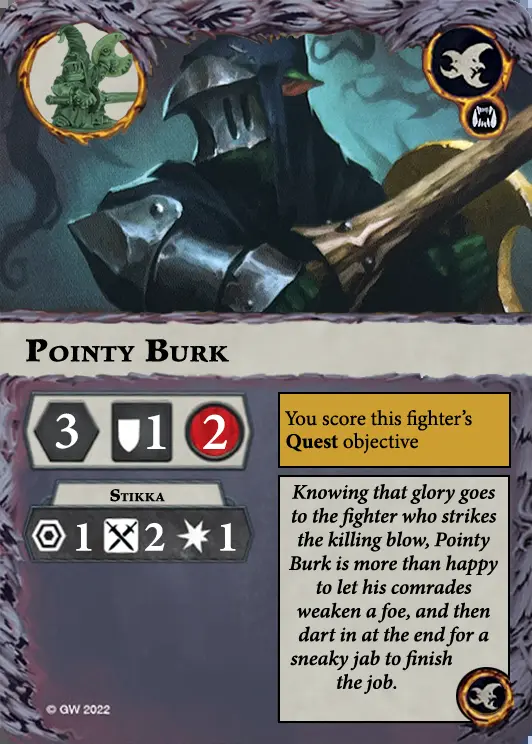 Pointy Burk
3 1 2
Stikka
1 2 1
You score this fighter's
Quest objective
Knowing that glory goes
to the fighter who strikes
the killing blow, Pointy
Burk is more than happy
to let his comrades
weaken a foe, and then
dart in at the end for a
sneaky jab to finish
the job.
© GW 2022